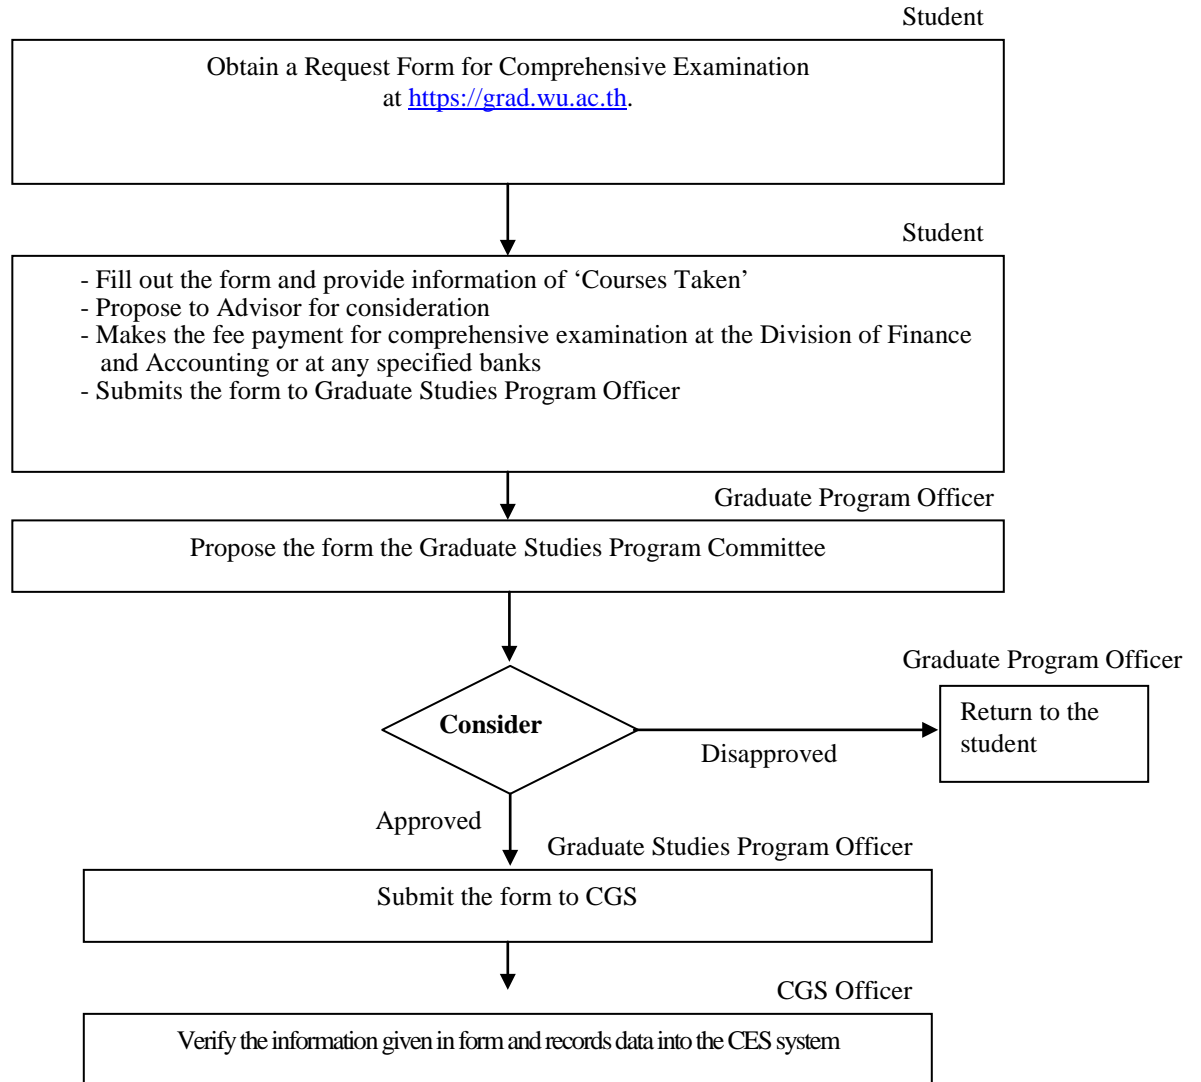 Student
Obtain a Request Form for Comprehensive Examination
at https://grad.wu.ac.th.
Student
- Fill out the form and provide information of ‘Courses Taken’
- Propose to Advisor for consideration
- Makes the fee payment for comprehensive examination at the Division of Finance
and Accounting or at any specified banks
- Submits the form to Graduate Studies Program Officer
Graduate Program Officer
Propose the form the Graduate Studies Program Committee
Consider
Disapproved
Graduate Program Officer
Return to the
student
Approved
Graduate Studies Program Officer
Submit the form to CGS
CGS Officer
Verify the information given in form and records data into the CES system